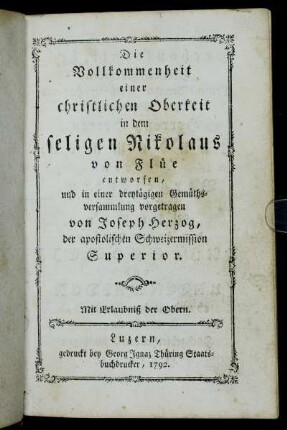 Die
Vollkommenheit
einer
christlichen Oberkeit
in dem
seligen Nikolaus
von Flüe
entworfen,
und in einer dreytägigen Gemüths-
versammlung vorgetragen
von Joseph Herzog,
der apostolischen Schweizermission
Superior.
Mit Erlaubniß der Obern.
Luzern,
gedruckt bey Georg Ignaz Thüring Staats-
buchdrucker, 1792.